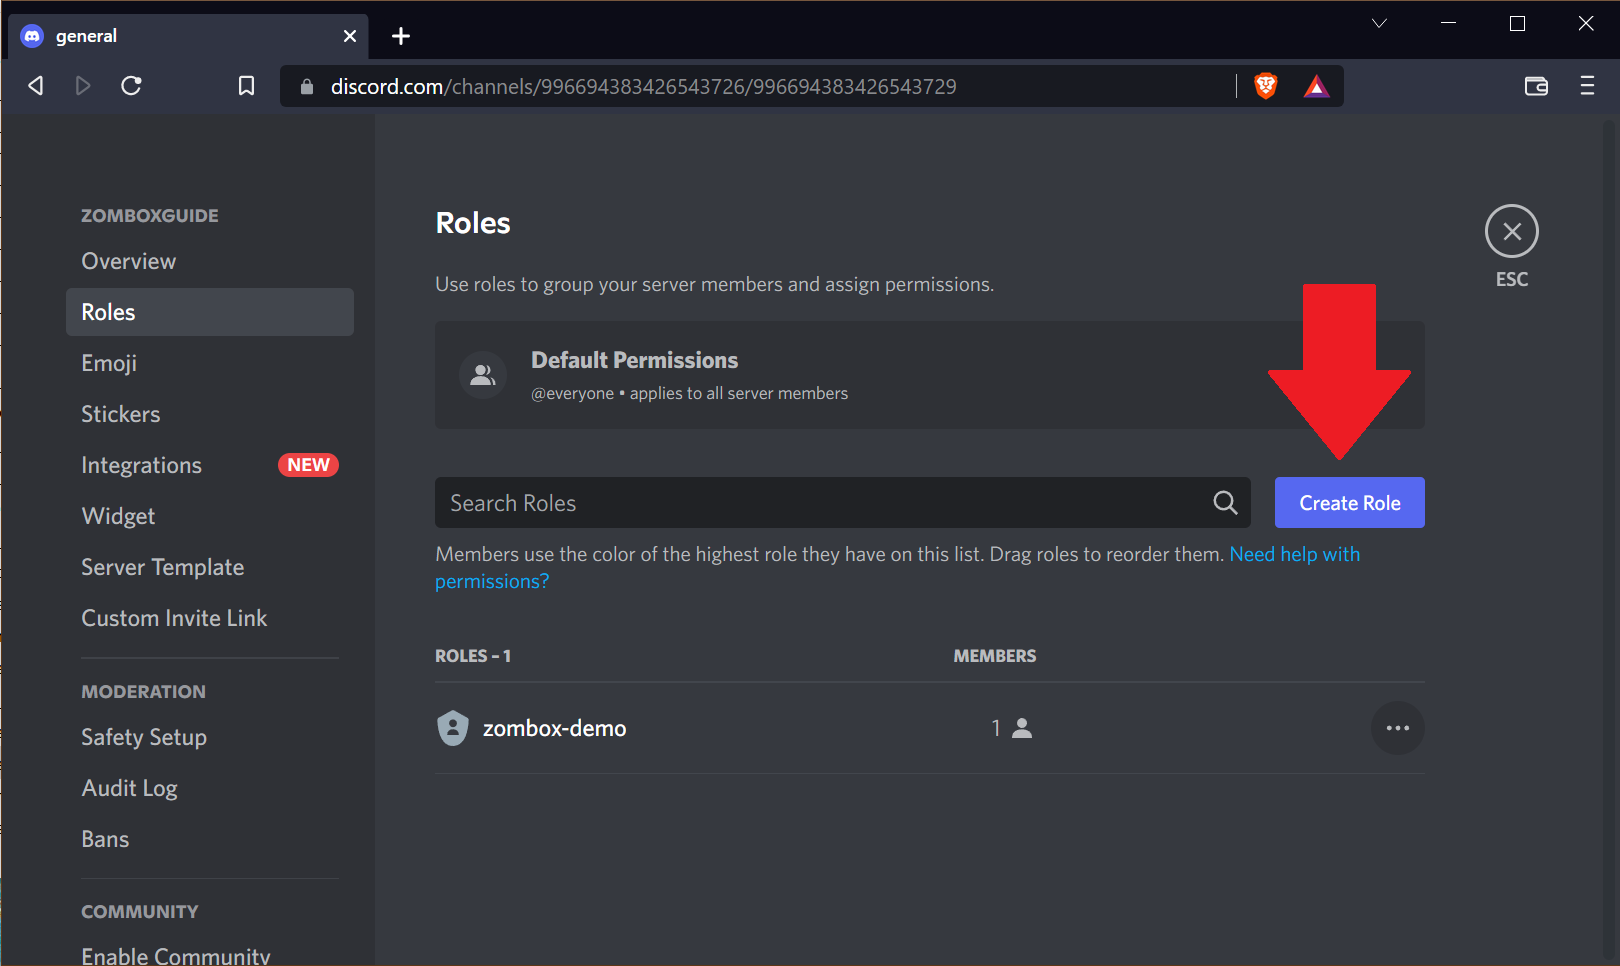 general
discord.com/channels/996694383426543726/996694383426543729
ZOMBOXGUIDE
Overview
Roles
Emoji
Stickers
Integrations NEW
Widget
Server Template
Custom Invite Link
MODERATION
Safety Setup
Audit Log
Bans
COMMUNITY
Enable Community
Roles
ESC
Use roles to group your server members and assign permissions.
Default Permissions
@everyone • applies to all server members
Search Roles
Create Role
Members use the color of the highest role they have on this list. Drag roles to reorder them. Need help with
permissions?
ROLES – 1 MEMBERS
zombox-demo 1